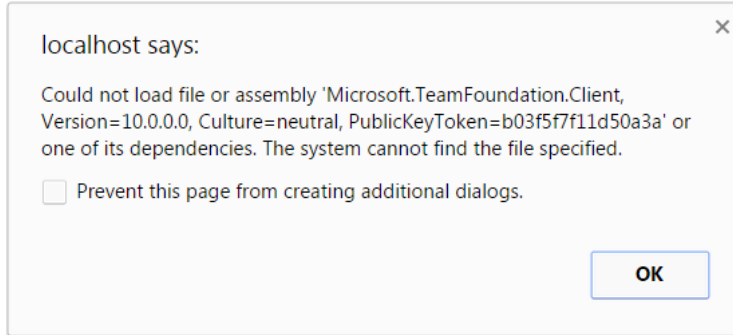 localhost says:
Could not load file or assembly 'Microsoft.TeamFoundation.Client,
Version=10.0.0.0, Culture=neutral, PublicKeyToken=b03f5f7f11d50a3a' or
one of its dependencies. The system cannot find the file specified.
Prevent this page from creating additional dialogs.
OK